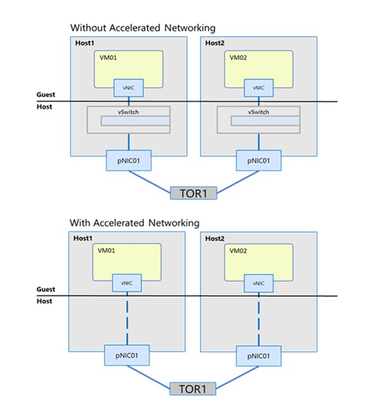 Without Accelerated Networking
Host1
Host2
VM01
VM02
vNIC
vNIC
Guest
Host
vSwitch
vSwitch
pNIC01
pNIC01
TOR1
With Accelerated Networking
Host1
Host2
VM01
VM02
vNIC
vNIC
Guest
Host
pNIC01
pNIC01
TOR1